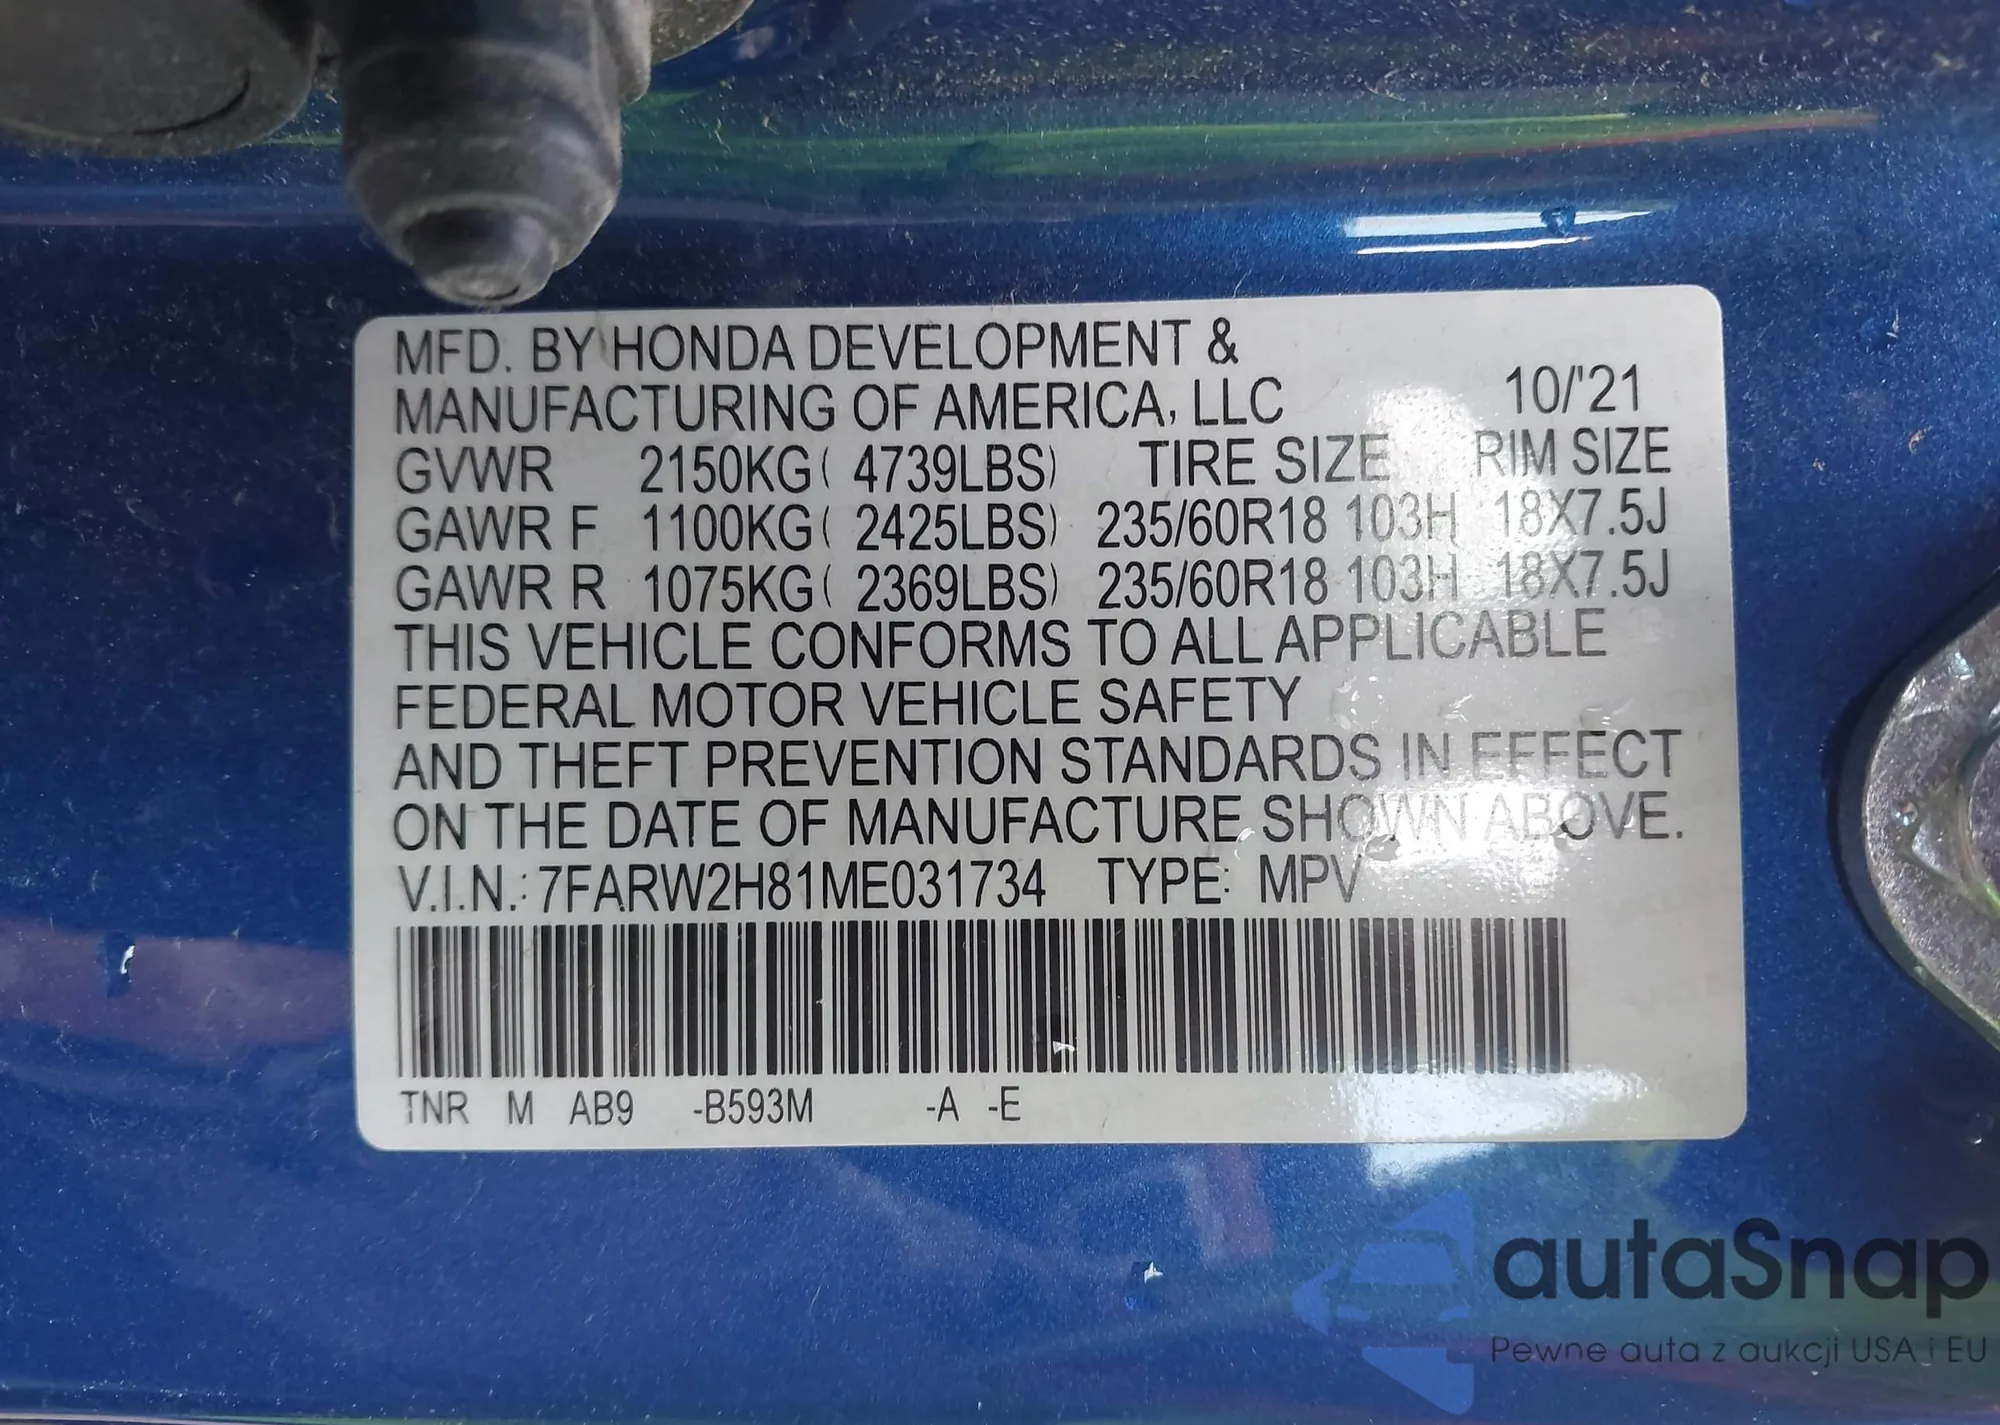 MFD. BY HONDA DEVELOPMENT &
MANUFACTURING OF AMERICA, LLC 10/'21
GVWR 2150KG( 4739LBS) TIRE SIZE RIM SIZE
GAWR F 1100KG( 2425LBS) 235/60R18 103H 18X7.5J
GAWR R 1075KG( 2369LBS) 235/60R18 103H 18X7.5J
THIS VEHICLE CONFORMS TO ALL APPLICABLE
FEDERAL MOTOR VEHICLE SAFETY
AND THEFT PREVENTION STANDARDS IN EFFECT
ON THE DATE OF MANUFACTURE SHOWN ABOVE.
V.I.N.: 7FARW2H81ME031734 TYPE: MPV
TNR M AB9 -B593M -A -E
autaSnap
Pewne auta z aukcji USA i EU